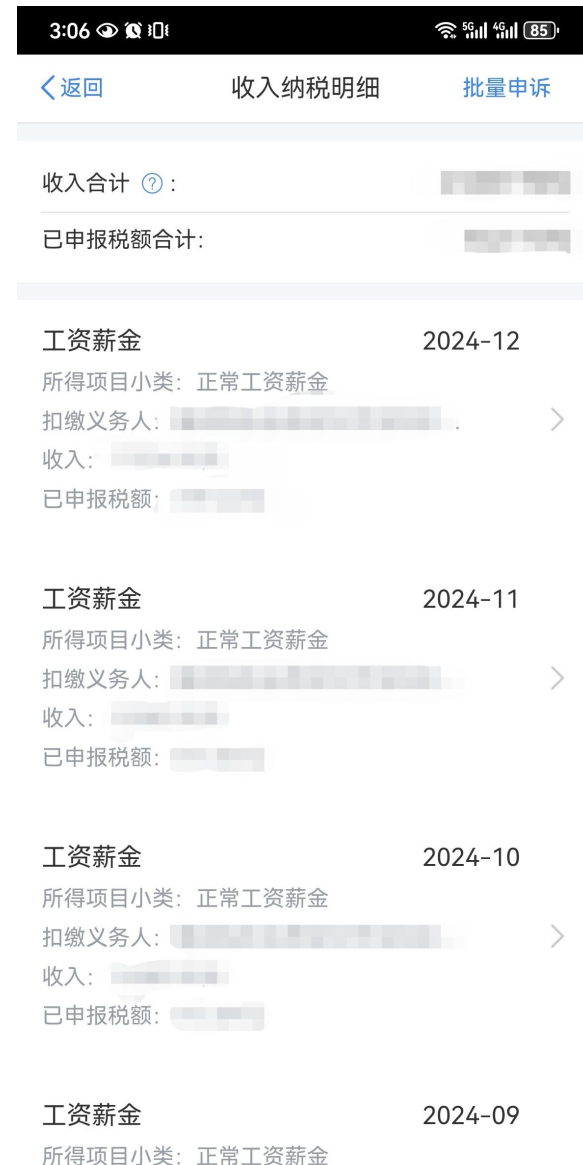 3:06 5G 4G 85
返回 收入纳税明细 批量申诉
收入合计 ? :
已申报税额合计:
工资薪金 2024-12
所得项目小类: 正常工资薪金
扣缴义务人:
收入:
已申报税额:
工资薪金 2024-11
所得项目小类: 正常工资薪金
扣缴义务人:
收入:
已申报税额:
工资薪金 2024-10
所得项目小类: 正常工资薪金
扣缴义务人:
收入:
已申报税额:
工资薪金 2024-09
所得项目小类: 正常工资薪金